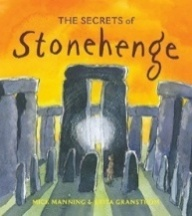 THE SECRETS of
Stonehenge
MICK MANNING & BRITA GRANSTRÖM